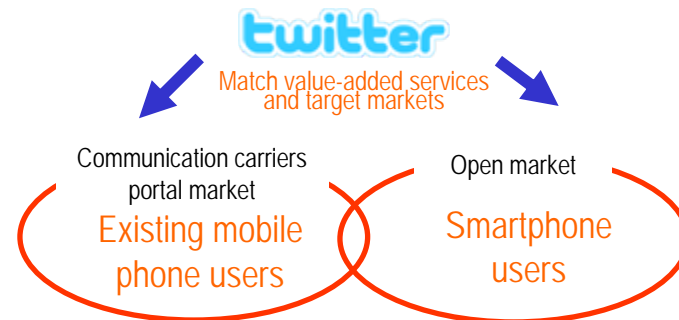 twitter
Match value-added services
and target markets
Communication carriers
portal market
Existing mobile
phone users
Open market
Smartphone
users